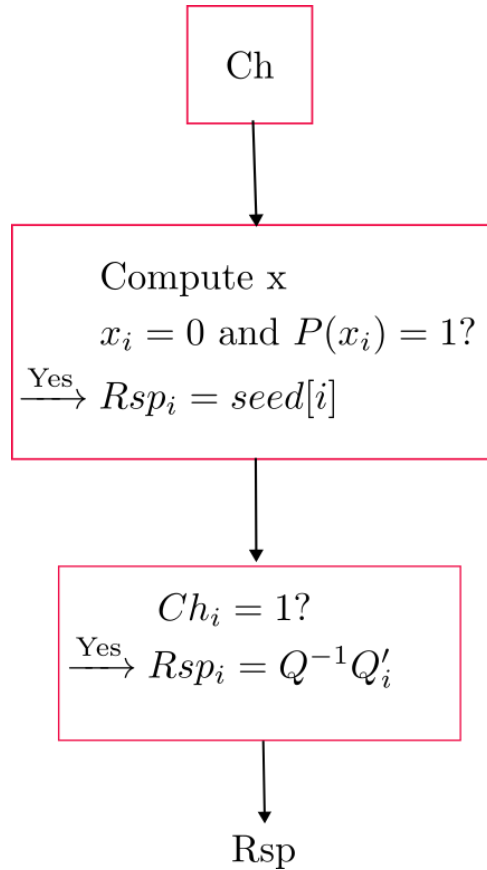 Ch
Compute x
x_i = 0 and P(x_i) = 1?
Yes → Rsp_i = seed[i]
Ch_i = 1?
Yes → Rsp_i = Q^{-1}Q'_i
Rsp